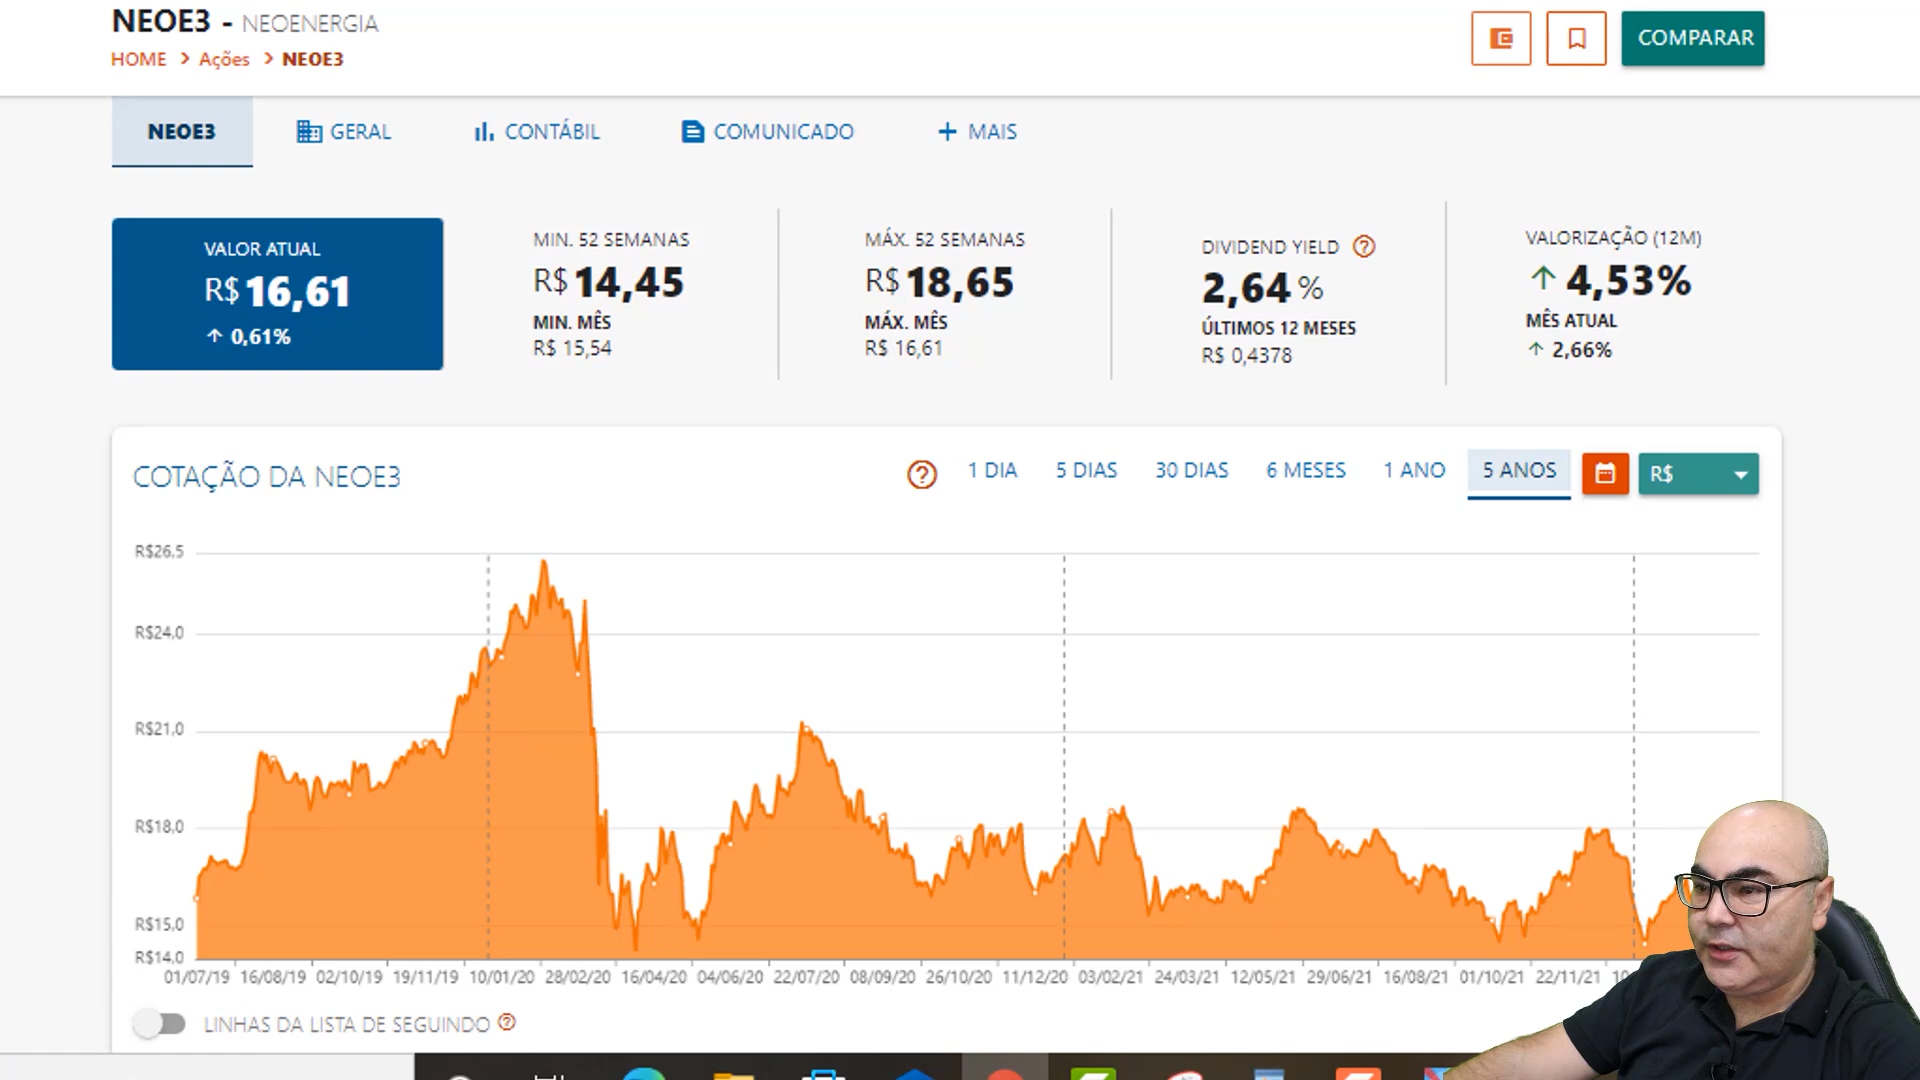 NEOE3 - NEOENERGIA
HOME > Ações > NEOE3
COMPARAR
NEOE3
GERAL
CONTÁBIL
COMUNICADO
+ MAIS
VALOR ATUAL
R$ 16,61
↑ 0,61%
MIN. 52 SEMANAS
R$ 14,45
MIN. MÊS
R$ 15,54
MÁX. 52 SEMANAS
R$ 18,65
MÁX. MÊS
R$ 16,61
DIVIDEND YIELD ?
2,64 %
ÚLTIMOS 12 MESES
R$ 0,4378
VALORIZAÇÃO (12M)
↑ 4,53%
MÊS ATUAL
↑ 2,66%
COTAÇÃO DA NEOE3
? 1 DIA 5 DIAS 30 DIAS 6 MESES 1 ANO 5 ANOS R$
R$26,5
R$24,0
R$21,0
R$18,0
R$15,0
R$14,0
01/07/19 16/08/19 02/10/19 19/11/19 10/01/20 28/02/20 16/04/20 04/06/20 22/07/20 08/09/20 26/10/20 11/12/20 03/02/21 24/03/21 12/05/21 29/06/21 16/08/21 01/10/21 22/11/21
LINHAS DA LISTA DE SEGUINDO ?